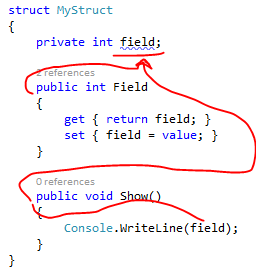 struct MyStruct
{
    private int field;
    2 references
    public int Field
    {
        get { return field; }
        set { field = value; }
    }
    0 references
    public void Show()
    {
        Console.WriteLine(field);
    }
}